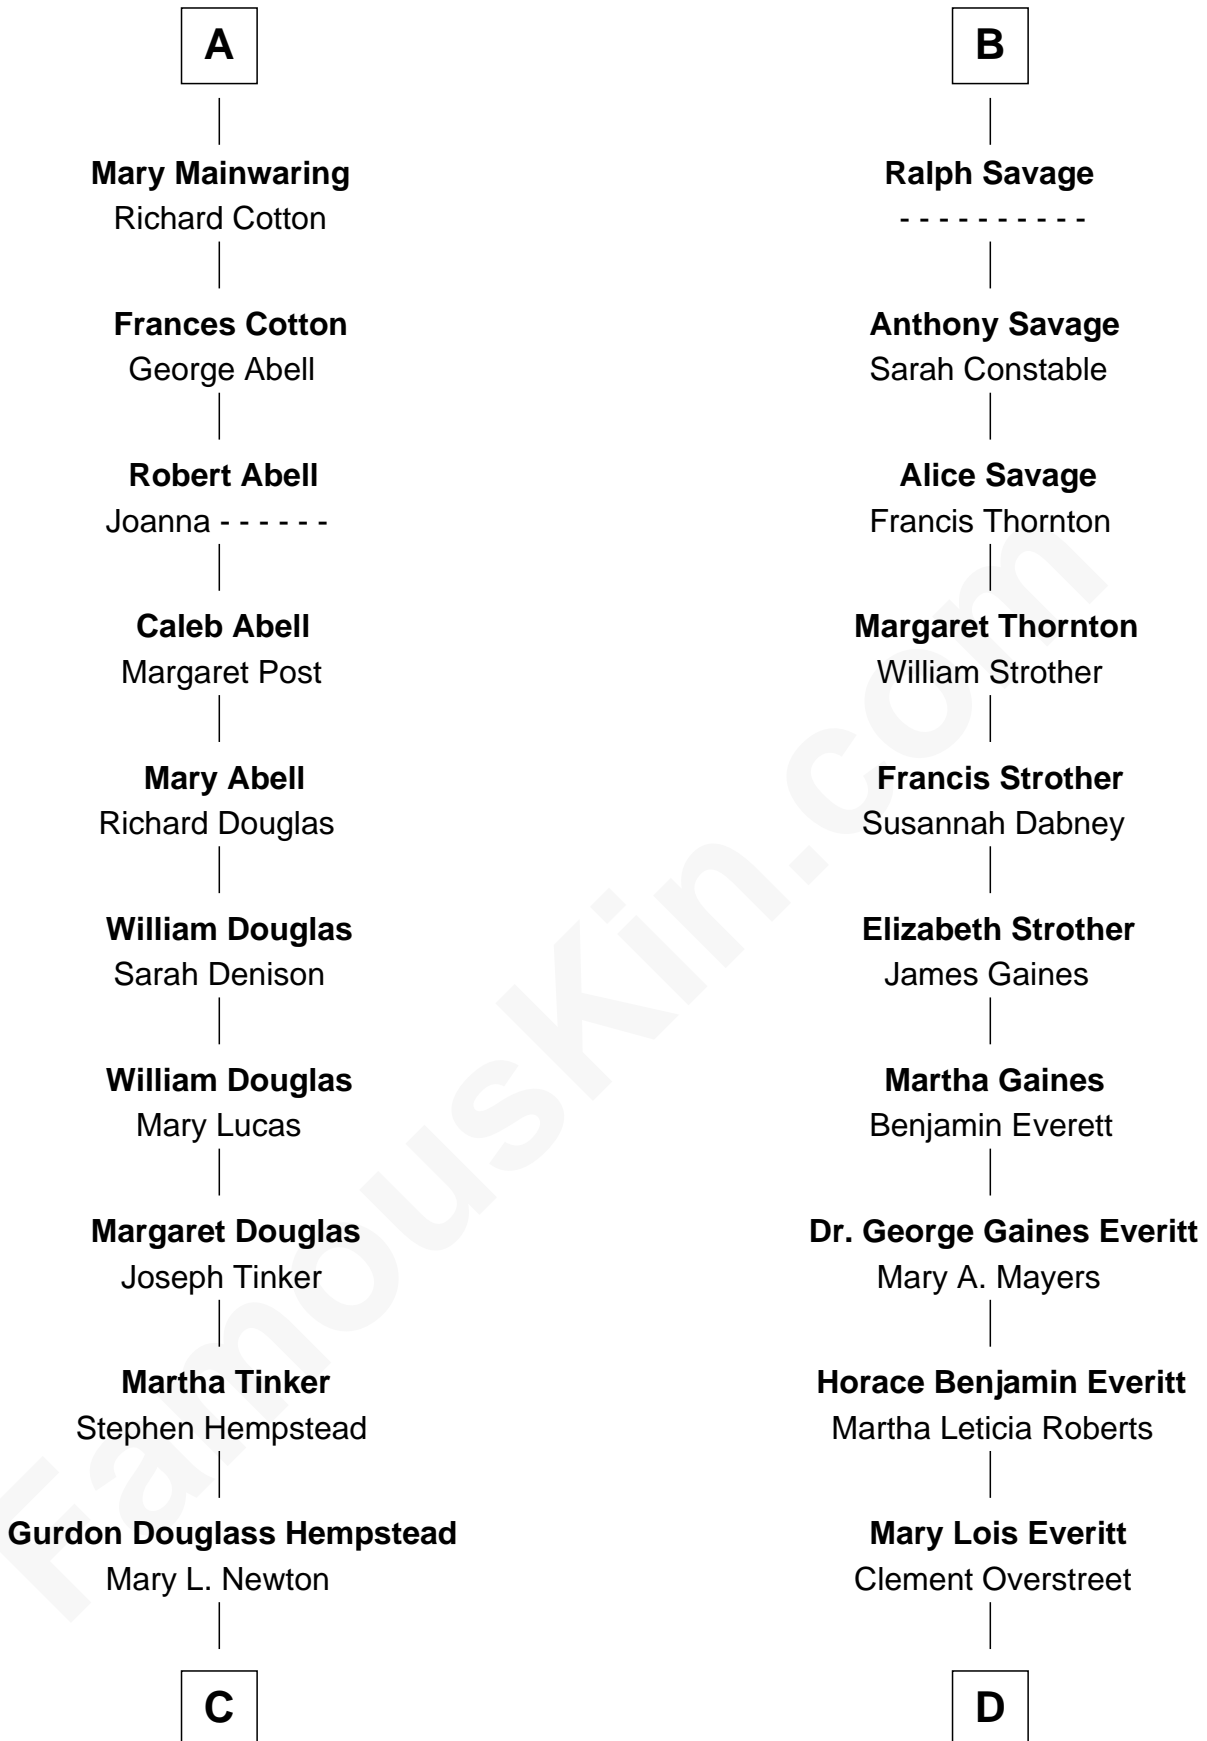 A
Mary Mainwaring
Richard Cotton
Frances Cotton
George Abell
Robert Abell
Joanna - - - - - -
Caleb Abell
Margaret Post
Mary Abell
Richard Douglas
William Douglas
Sarah Denison
William Douglas
Mary Lucas
Margaret Douglas
Joseph Tinker
Martha Tinker
Stephen Hempstead
Gurdon Douglass Hempstead
Mary L. Newton
C
B
Ralph Savage
- - - - - - - - - -
Anthony Savage
Sarah Constable
Alice Savage
Francis Thornton
Margaret Thornton
William Strother
Francis Strother
Susannah Dabney
Elizabeth Strother
James Gaines
Martha Gaines
Benjamin Everett
Dr. George Gaines Everitt
Mary A. Mayers
Horace Benjamin Everitt
Martha Leticia Roberts
Mary Lois Everitt
Clement Overstreet
D
FamousKin.com